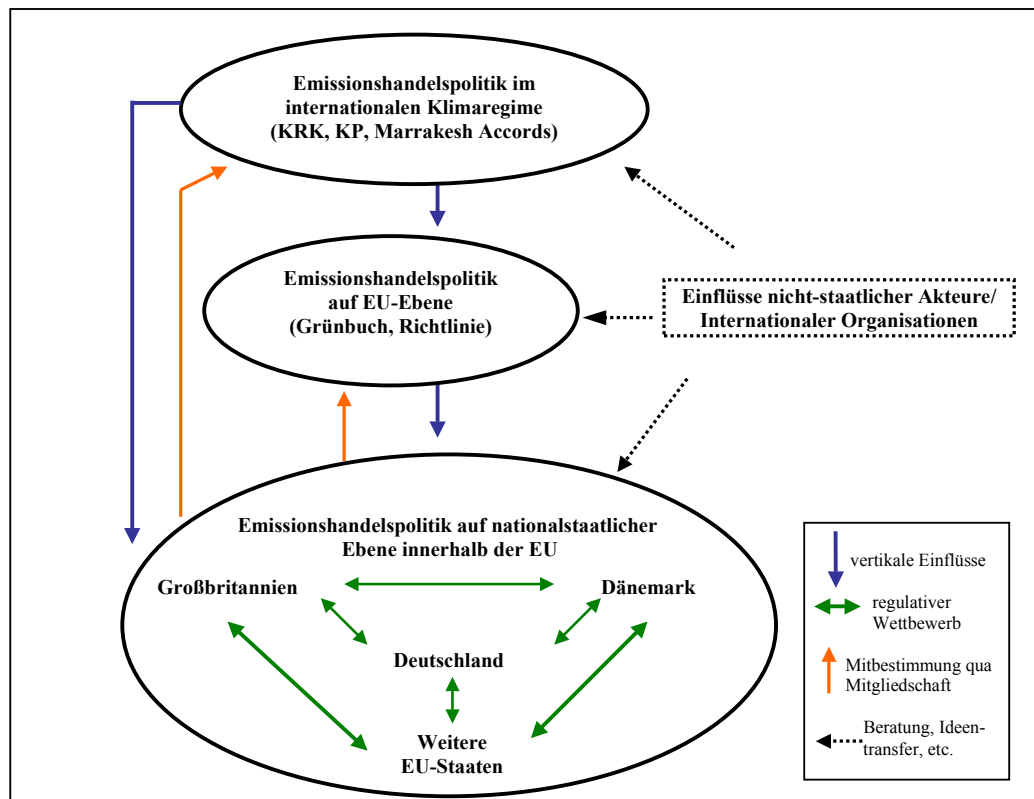 Emissionshandelspolitik im
internationalen Klimaregime
(KRK, KP, Marrakesh Accords)
Emissionshandelspolitik
auf EU-Ebene
(Grünbuch, Richtlinie)
Einflüsse nicht-staatlicher Akteure/
Internationaler Organisationen
Emissionshandelspolitik auf nationalstaatlicher
Ebene innerhalb der EU
Großbritannien
Dänemark
Deutschland
Weitere
EU-Staaten
vertikale Einflüsse
regulativer
Wettbewerb
Mitbestimmung qua
Mitgliedschaft
Beratung, Ideen-
transfer, etc.